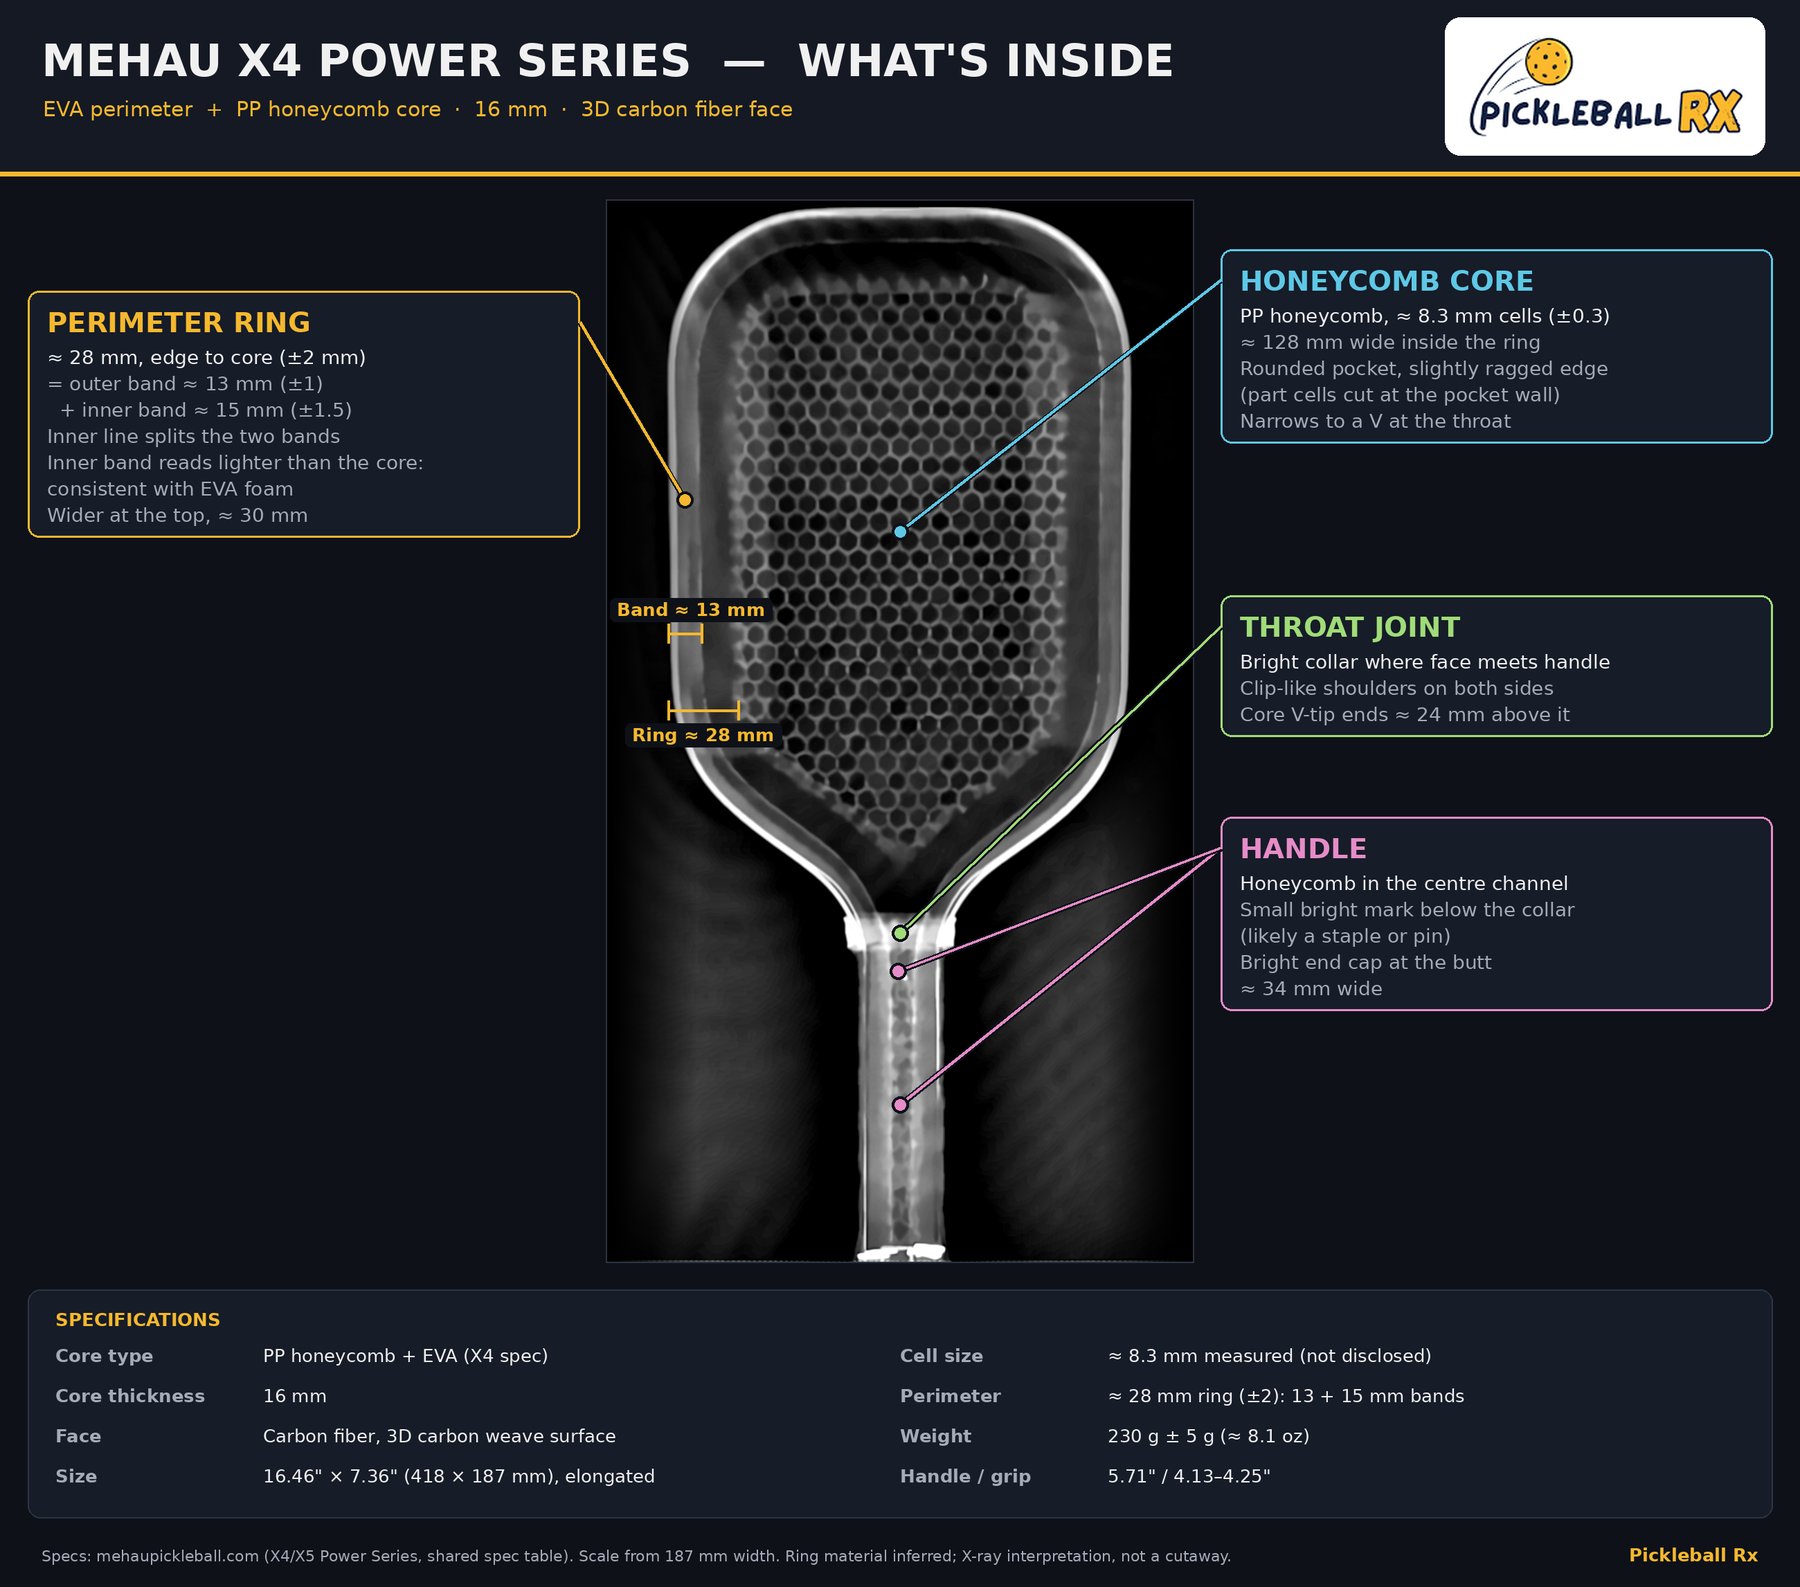 MEHAU X4 POWER SERIES — WHAT'S INSIDE
EVA perimeter + PP honeycomb core · 16 mm · 3D carbon fiber face
PICKLEBALL RX
PERIMETER RING
≈ 28 mm, edge to core (±2 mm)
= outer band ≈ 13 mm (±1)
+ inner band ≈ 15 mm (±1.5)
Inner line splits the two bands
Inner band reads lighter than the core:
consistent with EVA foam
Wider at the top, ≈ 30 mm
Band ≈ 13 mm
Ring ≈ 28 mm
HONEYCOMB CORE
PP honeycomb, ≈ 8.3 mm cells (±0.3)
≈ 128 mm wide inside the ring
Rounded pocket, slightly ragged edge
(part cells cut at the pocket wall)
Narrows to a V at the throat
THROAT JOINT
Bright collar where face meets handle
Clip-like shoulders on both sides
Core V-tip ends ≈ 24 mm above it
HANDLE
Honeycomb in the centre channel
Small bright mark below the collar
(likely a staple or pin)
Bright end cap at the butt
≈ 34 mm wide
SPECIFICATIONS
Core type PP honeycomb + EVA (X4 spec)
Core thickness 16 mm
Face Carbon fiber, 3D carbon weave surface
Size 16.46" × 7.36" (418 × 187 mm), elongated
Cell size ≈ 8.3 mm measured (not disclosed)
Perimeter ≈ 28 mm ring (±2): 13 + 15 mm bands
Weight 230 g ± 5 g (≈ 8.1 oz)
Handle / grip 5.71" / 4.13–4.25"
Specs: mehaupickleball.com (X4/X5 Power Series, shared spec table). Scale from 187 mm width. Ring material inferred; X-ray interpretation, not a cutaway.
Pickleball Rx